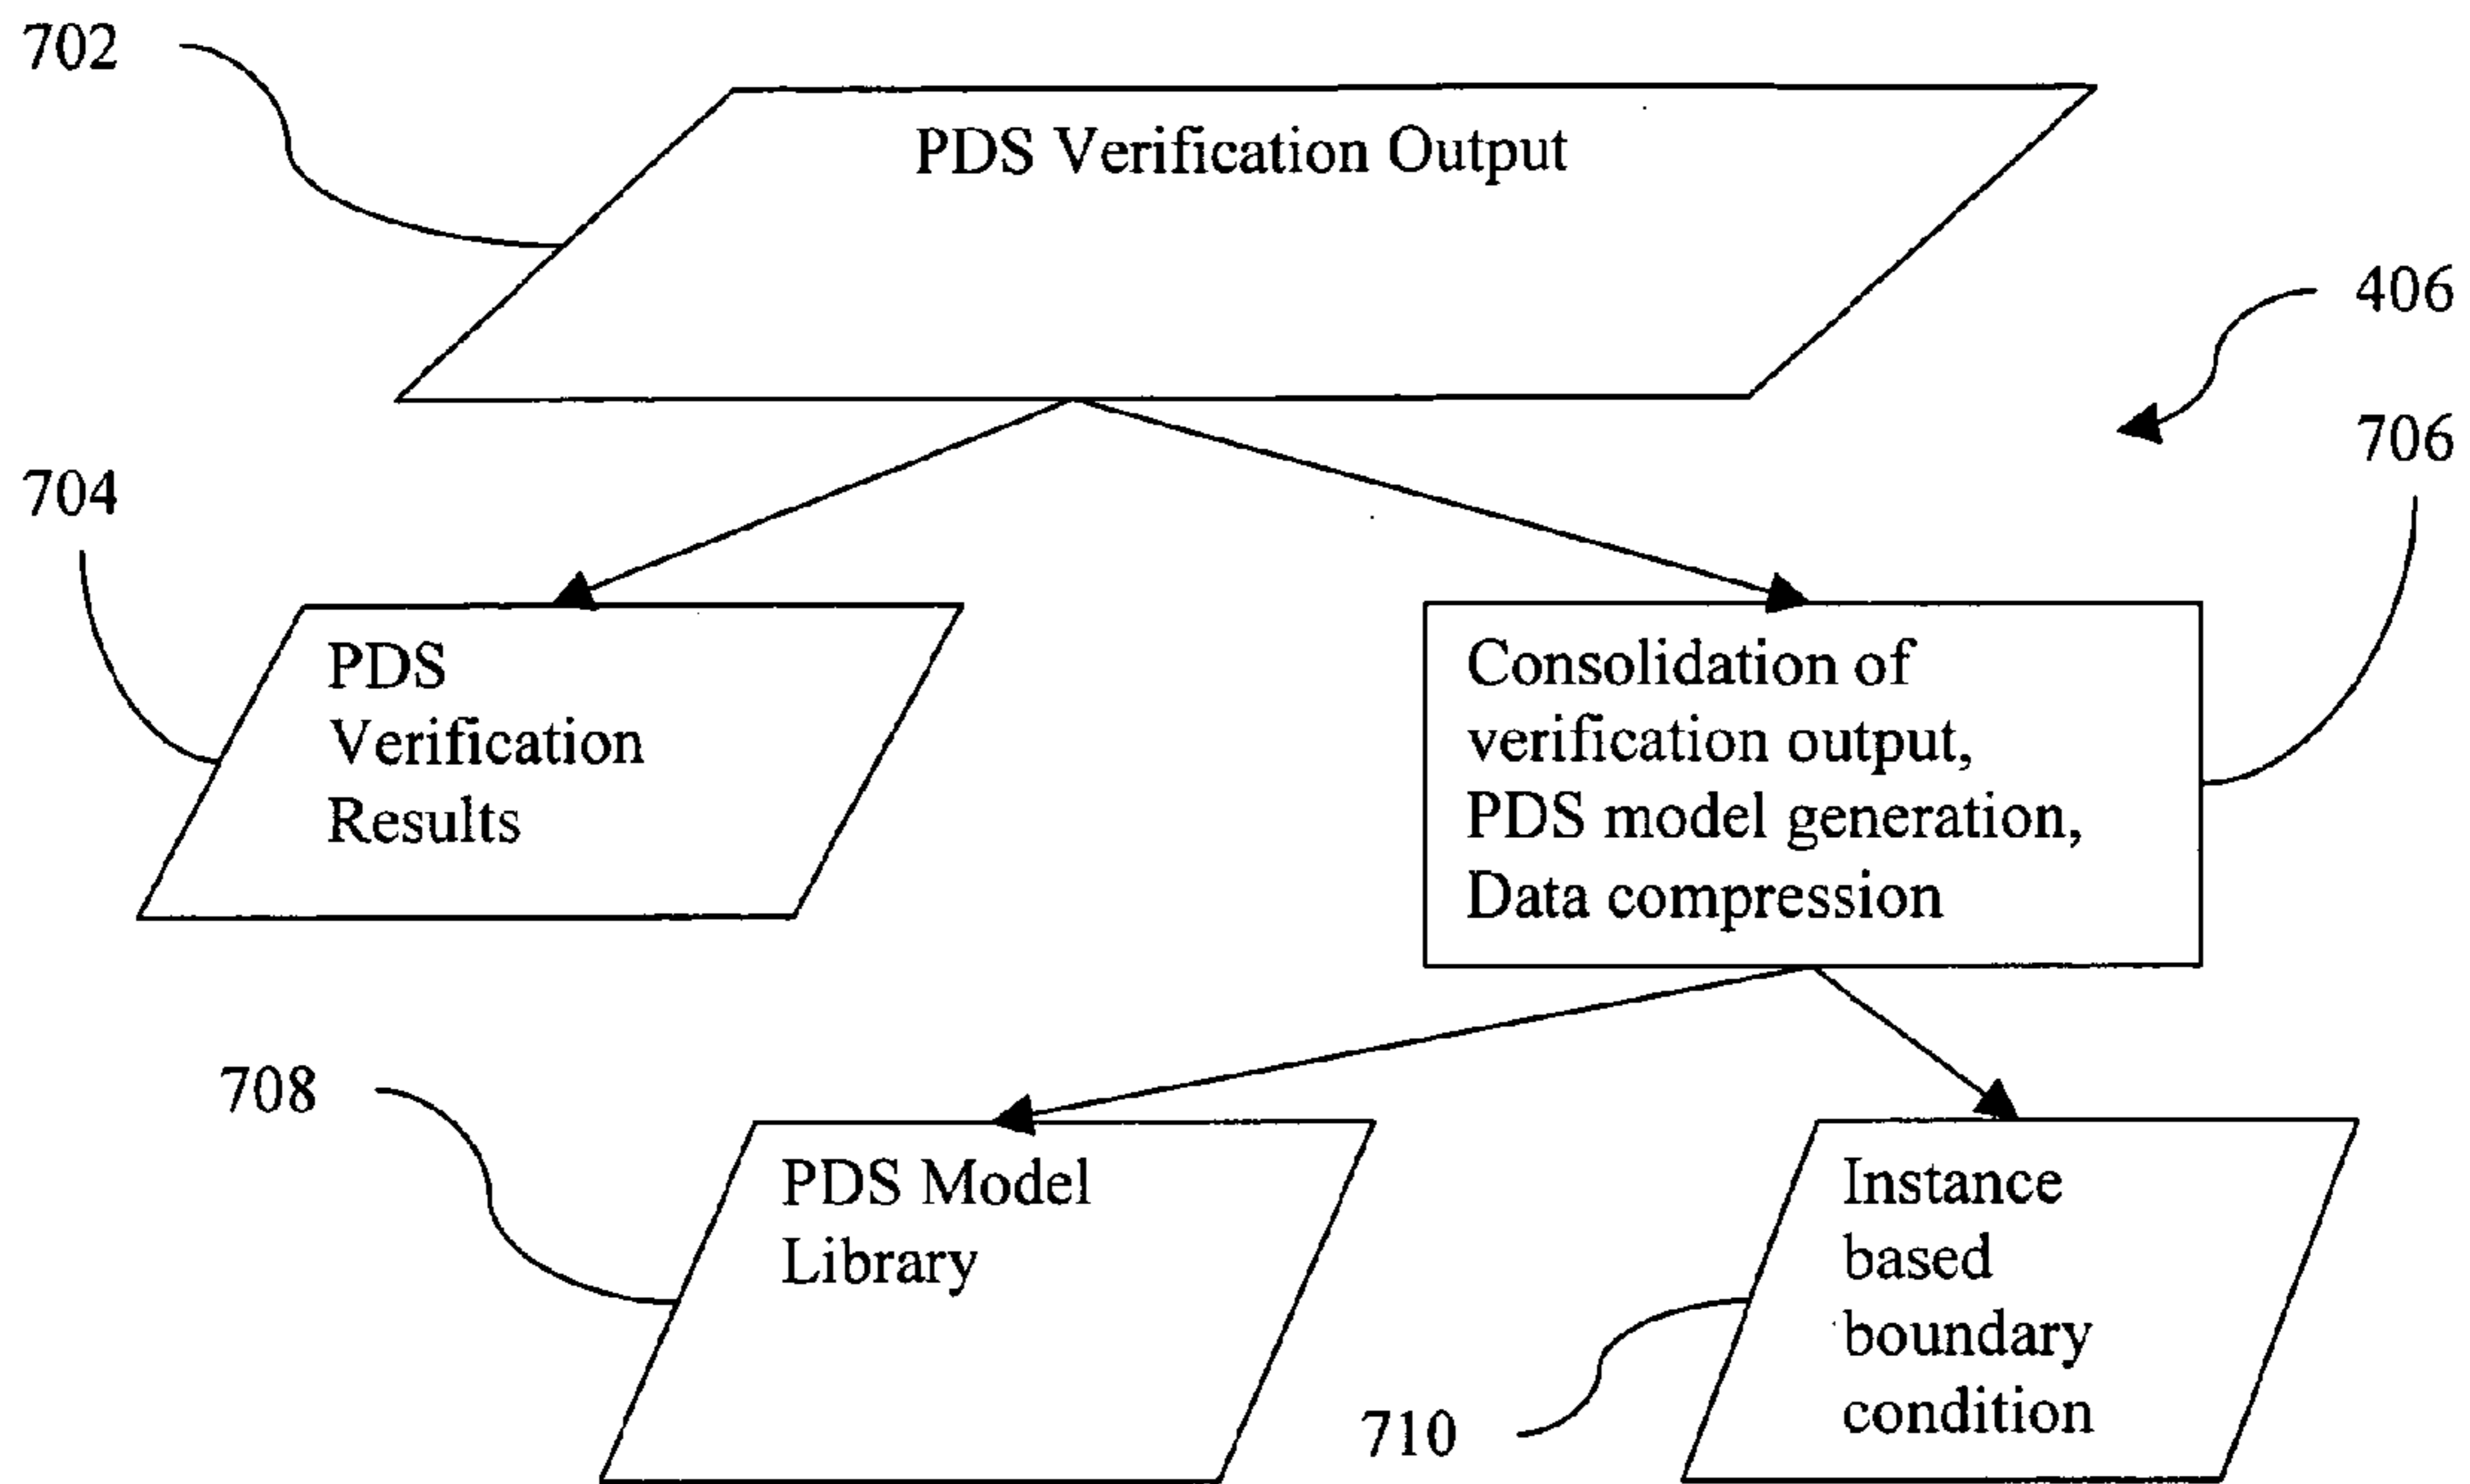 702
PDS Verification Output
406
706
704
PDS
Verification
Results
Consolidation of
verification output,
PDS model generation,
Data compression
708
PDS Model
Library
Instance
based
boundary
condition
710